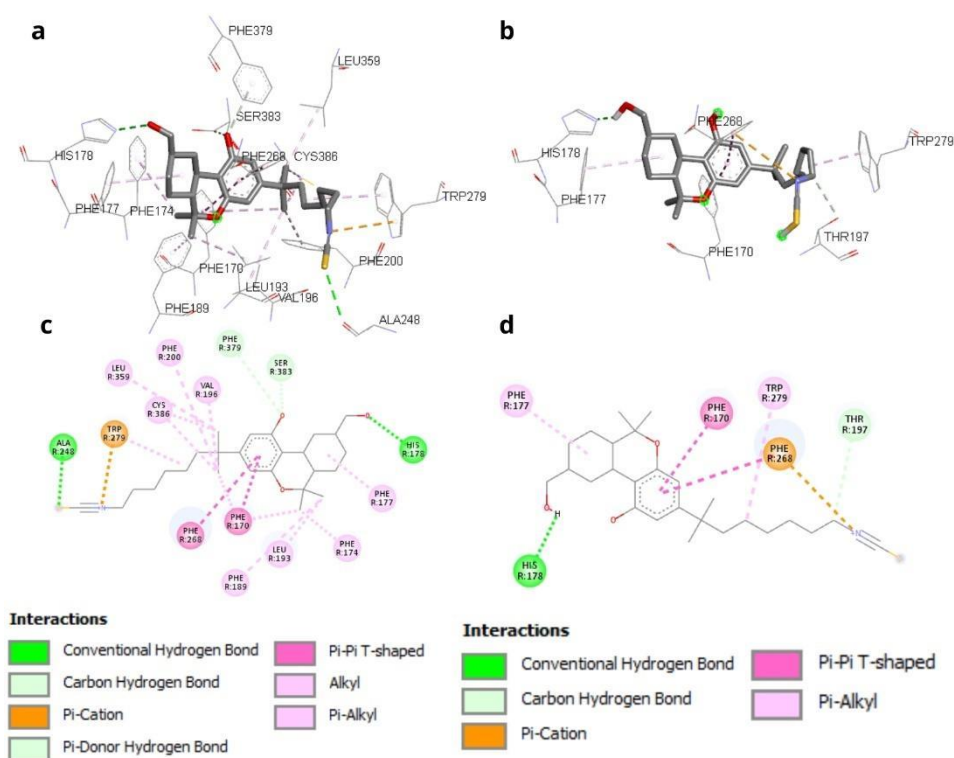 a
PHE379
LEU359
SER383
HIS178
PHE268
CYS386
PHE177
PHE174
TRP279
PHE170
PHE200
LEU193
VAL196
PHE189
ALA248
b
PHE268
HIS178
TRP279
PHE177
THR197
PHE170
c
PHE
R:379
PHE
R:200
SER
R:383
LEU
R:359
VAL
R:196
CYS
R:386
TRP
R:279
ALA
R:248
HIS
R:178
PHE
R:177
PHE
R:170
PHE
R:268
PHE
R:174
LEU
R:193
PHE
R:189
N
Interactions
Conventional Hydrogen Bond
Carbon Hydrogen Bond
Pi-Cation
Pi-Donor Hydrogen Bond
Pi-Pi T-shaped
Alkyl
Pi-Alkyl
d
TRP
R:279
PHE
R:177
PHE
R:170
THR
R:197
PHE
R:268
H
N
HIS
R:178
Interactions
Conventional Hydrogen Bond
Carbon Hydrogen Bond
Pi-Cation
Pi-Pi T-shaped
Pi-Alkyl